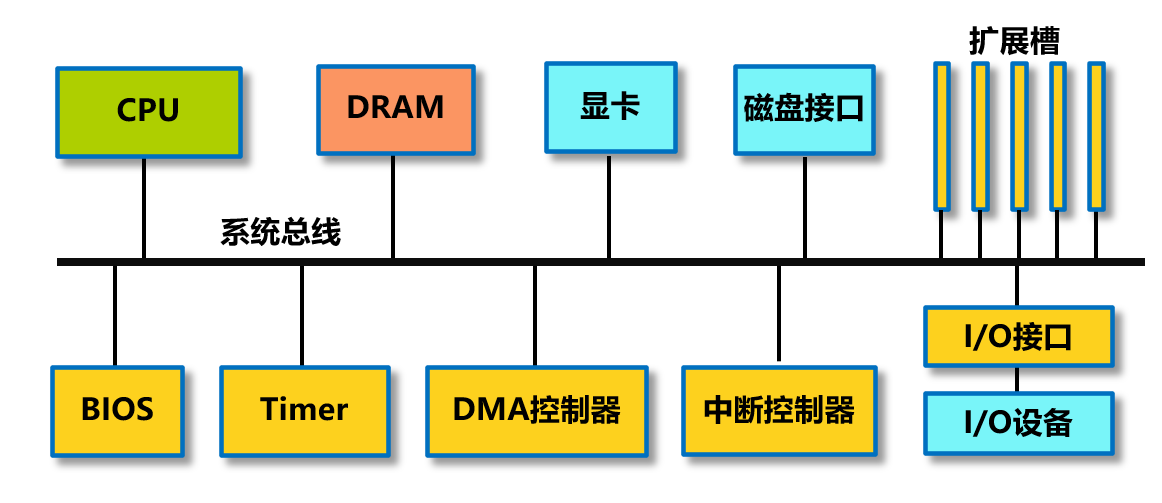 扩展槽
CPU
DRAM
显卡
磁盘接口
系统总线
I/O接口
BIOS
Timer
DMA控制器
中断控制器
I/O设备